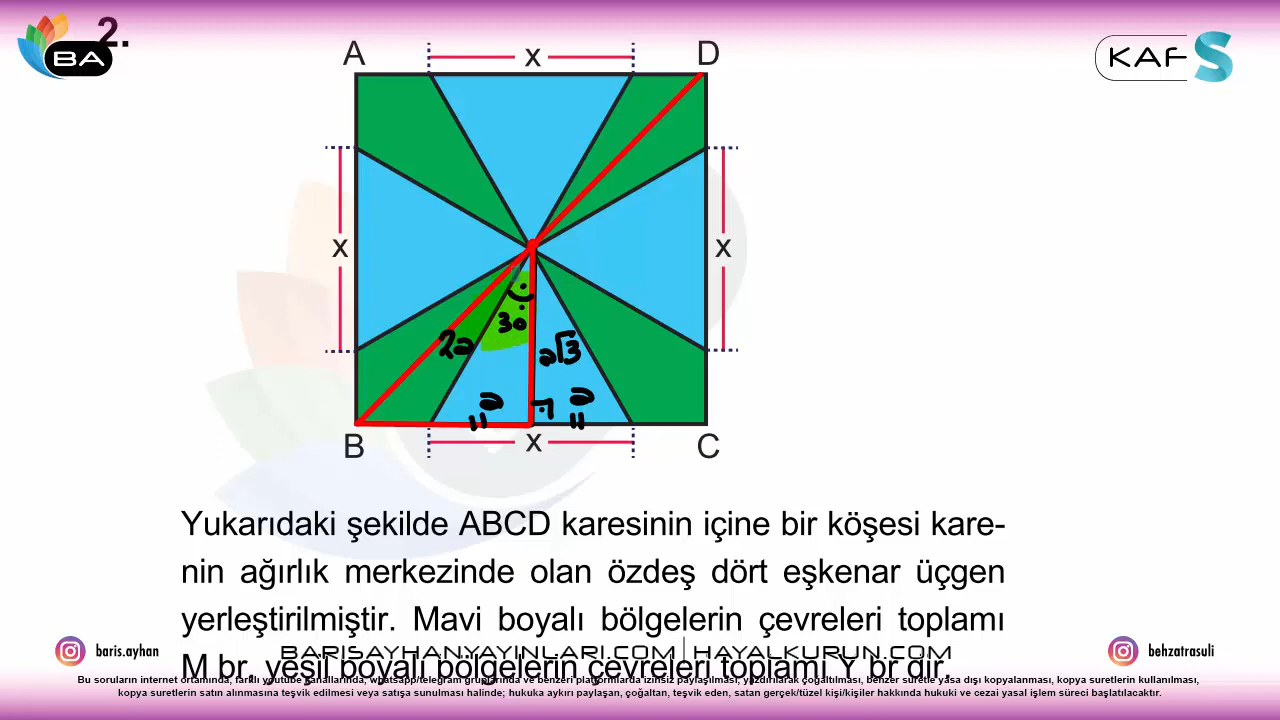 2.
BA
KAF S
A
x
D
x
x
30
2a
a√3
a
a
B
x
C
Yukarıdaki şekilde ABCD karesinin içine bir köşesi kare-
nin ağırlık merkezinde olan özdeş dört eşkenar üçgen
yerleştirilmiştir. Mavi boyalı bölgelerin çevreleri toplamı
M br, yeşil boyalı bölgelerin çevreleri toplamı Y br dir.
baris.ayhan
BARISAYHANYAYINLARI.COM | HAYALKURUN.COM
behzatrasuli
Bu soruların internet ortamında, farklı youtube kanallarında, whatsapp/telegram gruplarında ve benzeri platformlarda izinsiz paylaşılması, yazdırılarak çoğaltılması, benzer suretle yasa dışı kopyalanması, kopya suretlerin kullanılması,
kopya suretlerin satın alınmasına teşvik edilmesi veya satışa sunulması halinde; hukuka aykırı paylaşan, çoğaltan, teşvik eden, satan gerçek/tüzel kişi/kişiler hakkında hukuki ve cezai yasal işlem süreci başlatılacaktır.